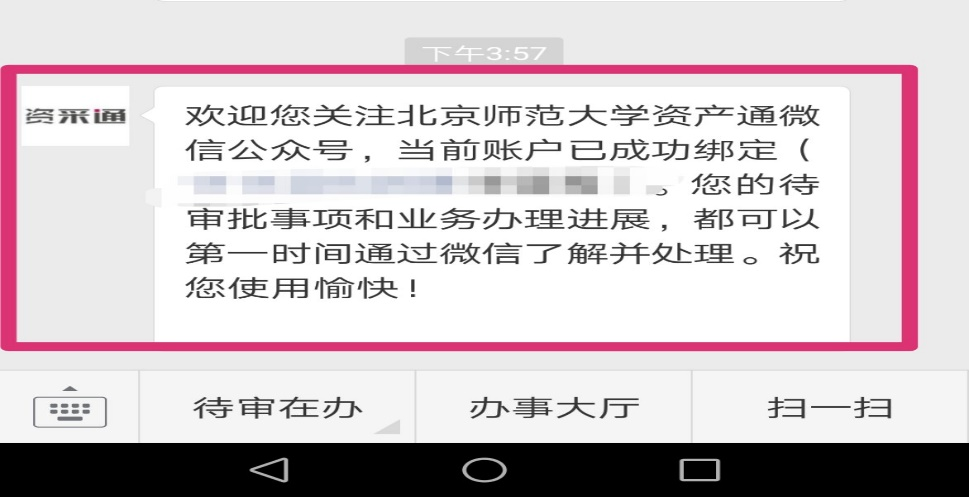 下午3:57
资采通
欢迎您关注北京师范大学资产通微
信公众号，当前账户已成功绑定（
。您的待
审批事项和业务办理进展，都可以
第一时间通过微信了解并处理。祝
您使用愉快！
待审在办
办事大厅
扫一扫